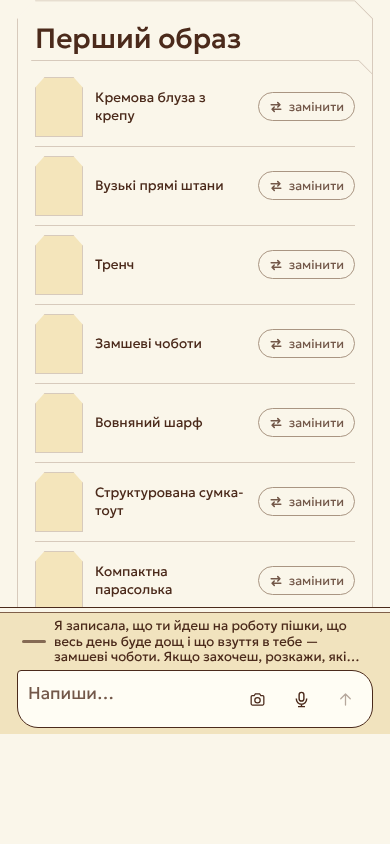 Перший образ
Кремова блуза з
крепу
замінити
Вузькі прямі штани
замінити
Тренч
замінити
Замшеві чоботи
замінити
Вовняний шарф
замінити
Структурована сумка-
тоут
замінити
Компактна
парасолька
замінити
Я записала, що ти йдеш на роботу пішки, що
весь день буде дощ і що взуття в тебе —
замшеві чоботи. Якщо захочеш, розкажи, які…
Напиши…